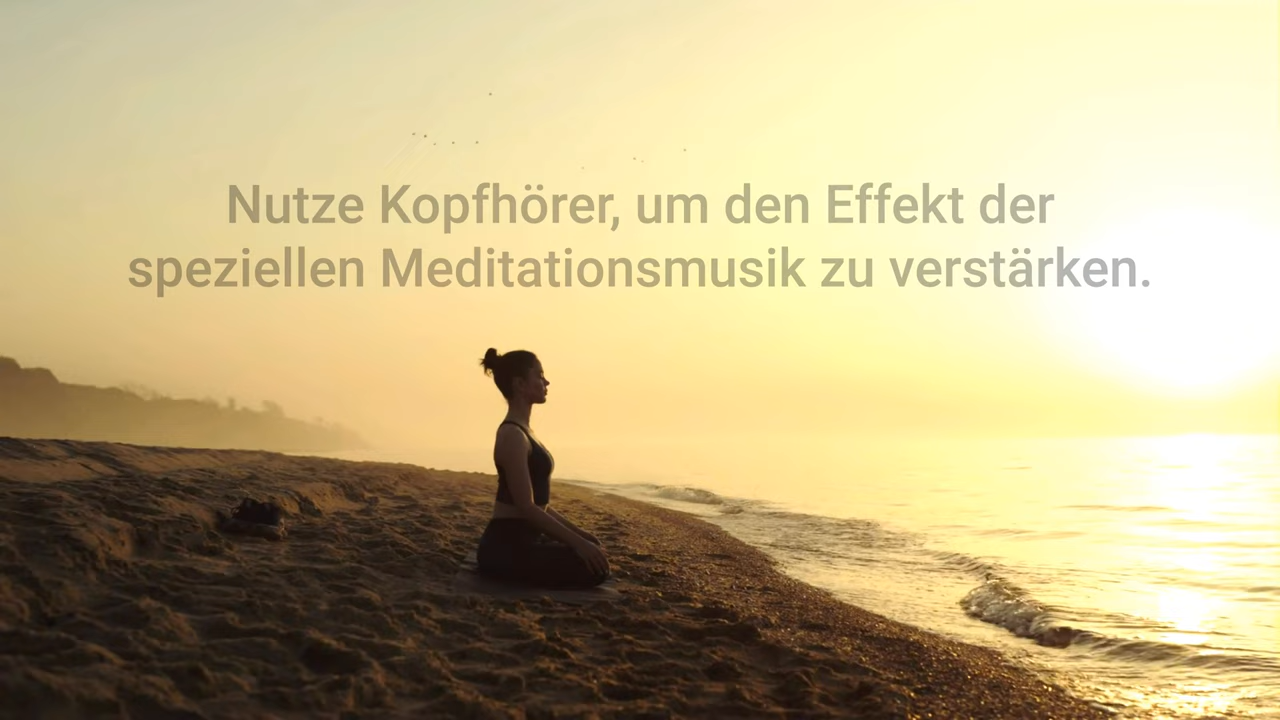 Nutze Kopfhörer, um den Effekt der
speziellen Meditationsmusik zu verstärken.